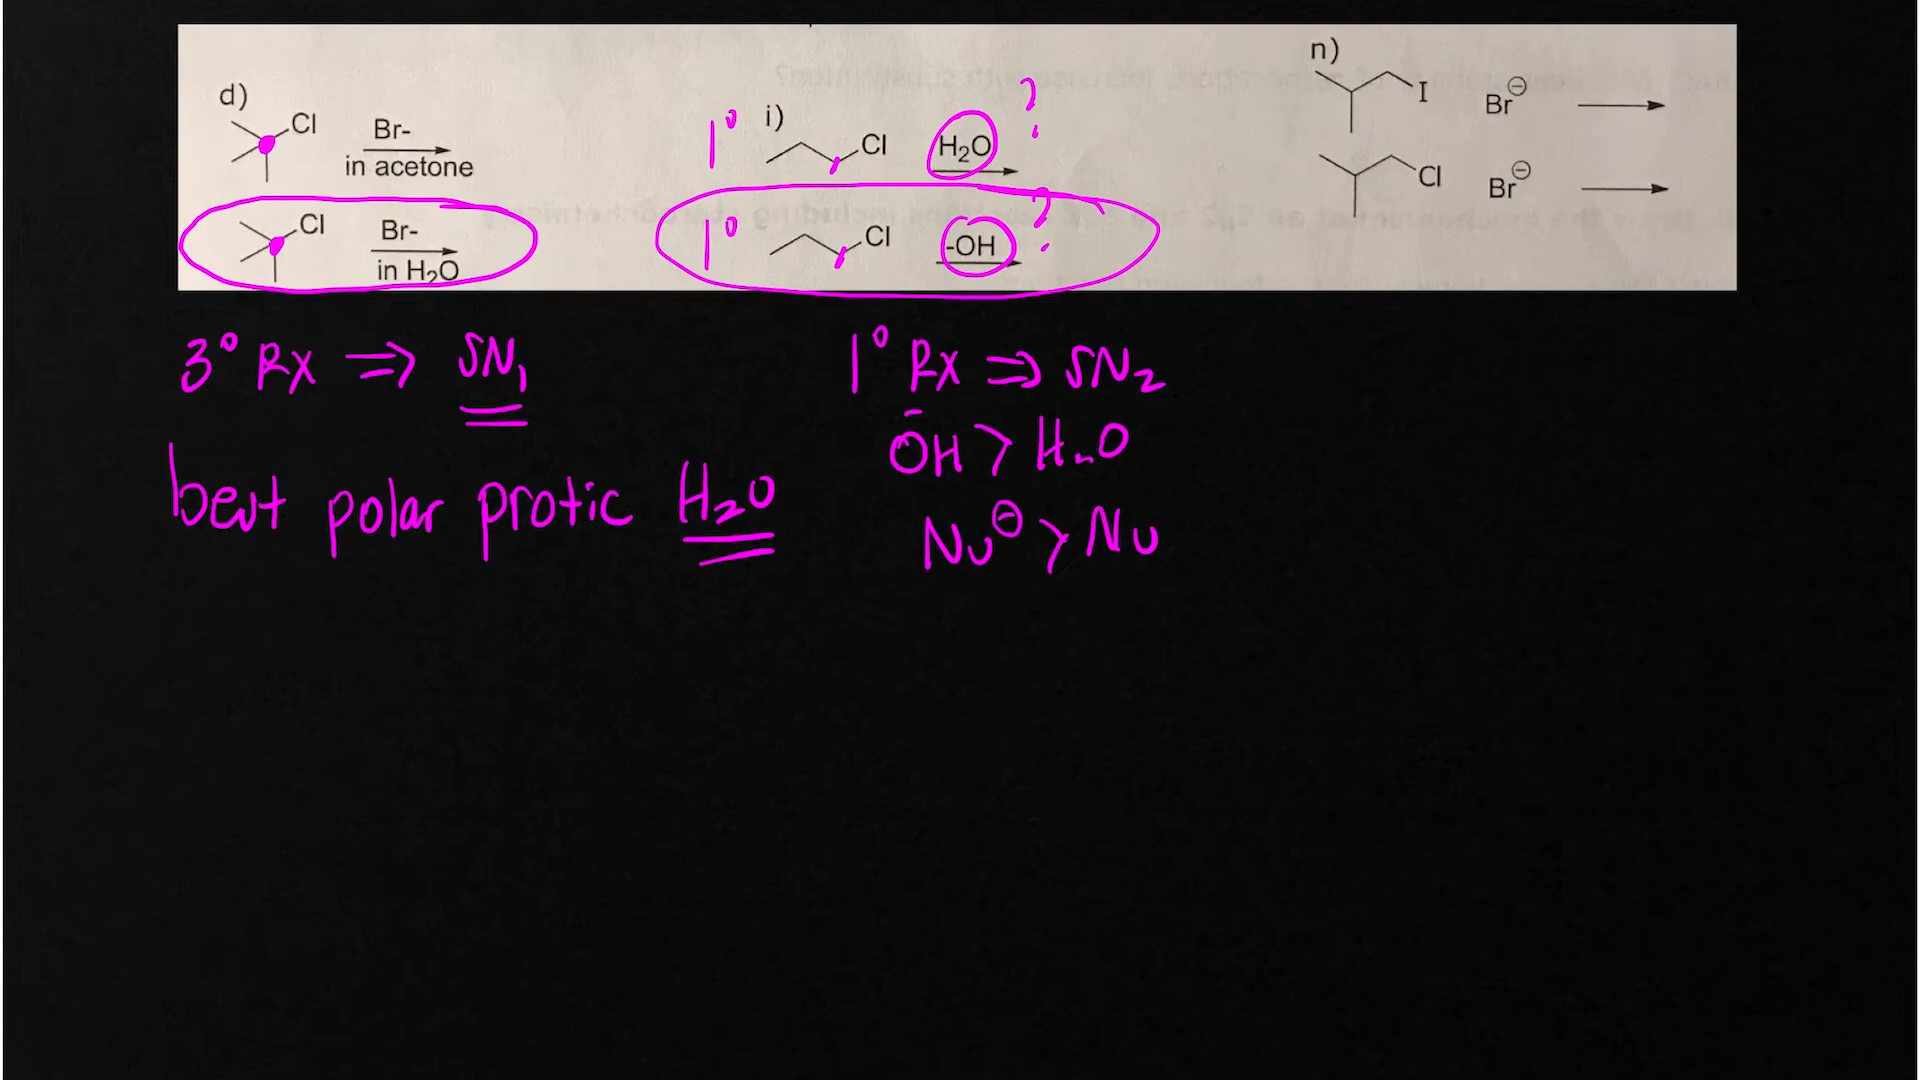 d)
Cl
Br-
in acetone
Cl
Br-
in H₂O
1° i)
Cl
H₂O
?
1°
Cl
-OH
?
n)
I
Br⊖
Cl
Br⊖
3° RX ⇒ SN₁
best polar protic H₂O
1° RX ⇒ SN₂
⁻OH > H₂O
Nu⊖ > Nu